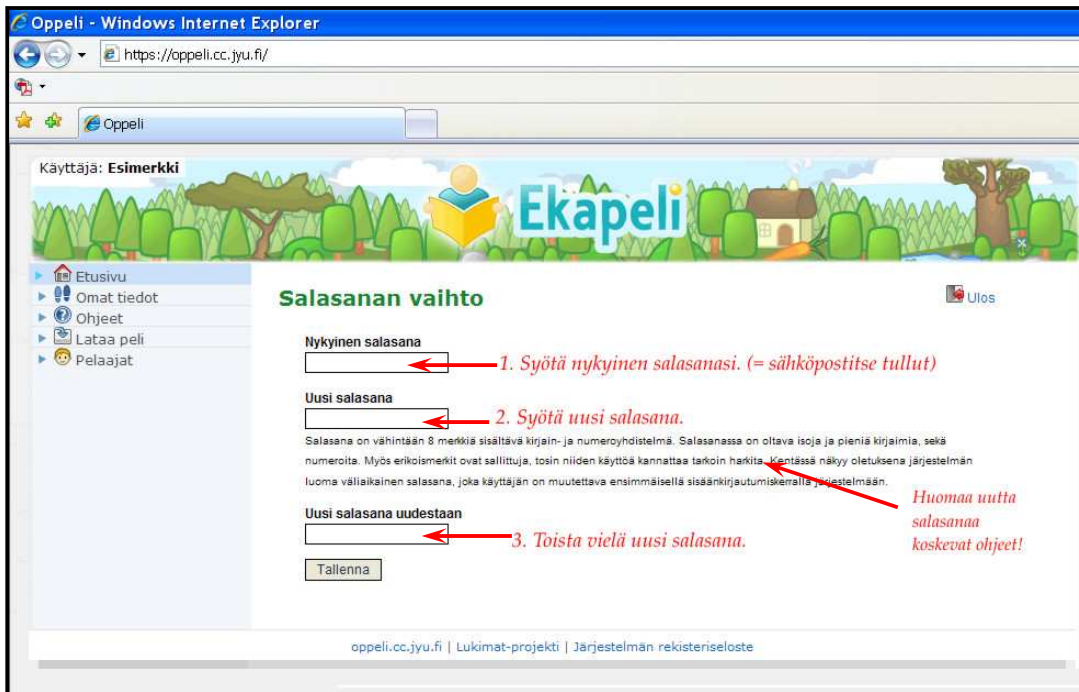 Oppeli - Windows Internet Explorer
https://oppeli.cc.jyu.fi/
Oppeli
Käyttäjä: Esimerkki
Ekapeli
Etusivu
Omat tiedot
Ohjeet
Lataa peli
Pelaajat
Salasanan vaihto
Ulos
Nykyinen salasana
1. Syötä nykyinen salasanasi. (= sähköpostitse tullut)
Uusi salasana
2. Syötä uusi salasana.
Salasana on vähintään 8 merkkiä sisältävä kirjain- ja numeroyhdistelmä. Salasanassa on oltava isoja ja pieniä kirjaimia, sekä
numeroita. Myös erikoismerkit ovat sallittuja, tosin niiden käyttöä kannattaa tarkoin harkita. Kentässä näkyy oletuksena järjestelmän
luoma väliaikainen salasana, joka käyttäjän on muutettava ensimmäisellä sisäänkirjautumiskerralla järjestelmään.
Huomaa uutta
salasanaa
koskevat ohjeet!
Uusi salasana uudestaan
3. Toista vielä uusi salasana.
Tallenna
oppeli.cc.jyu.fi | Lukimat-projekti | Järjestelmän rekisteriseloste